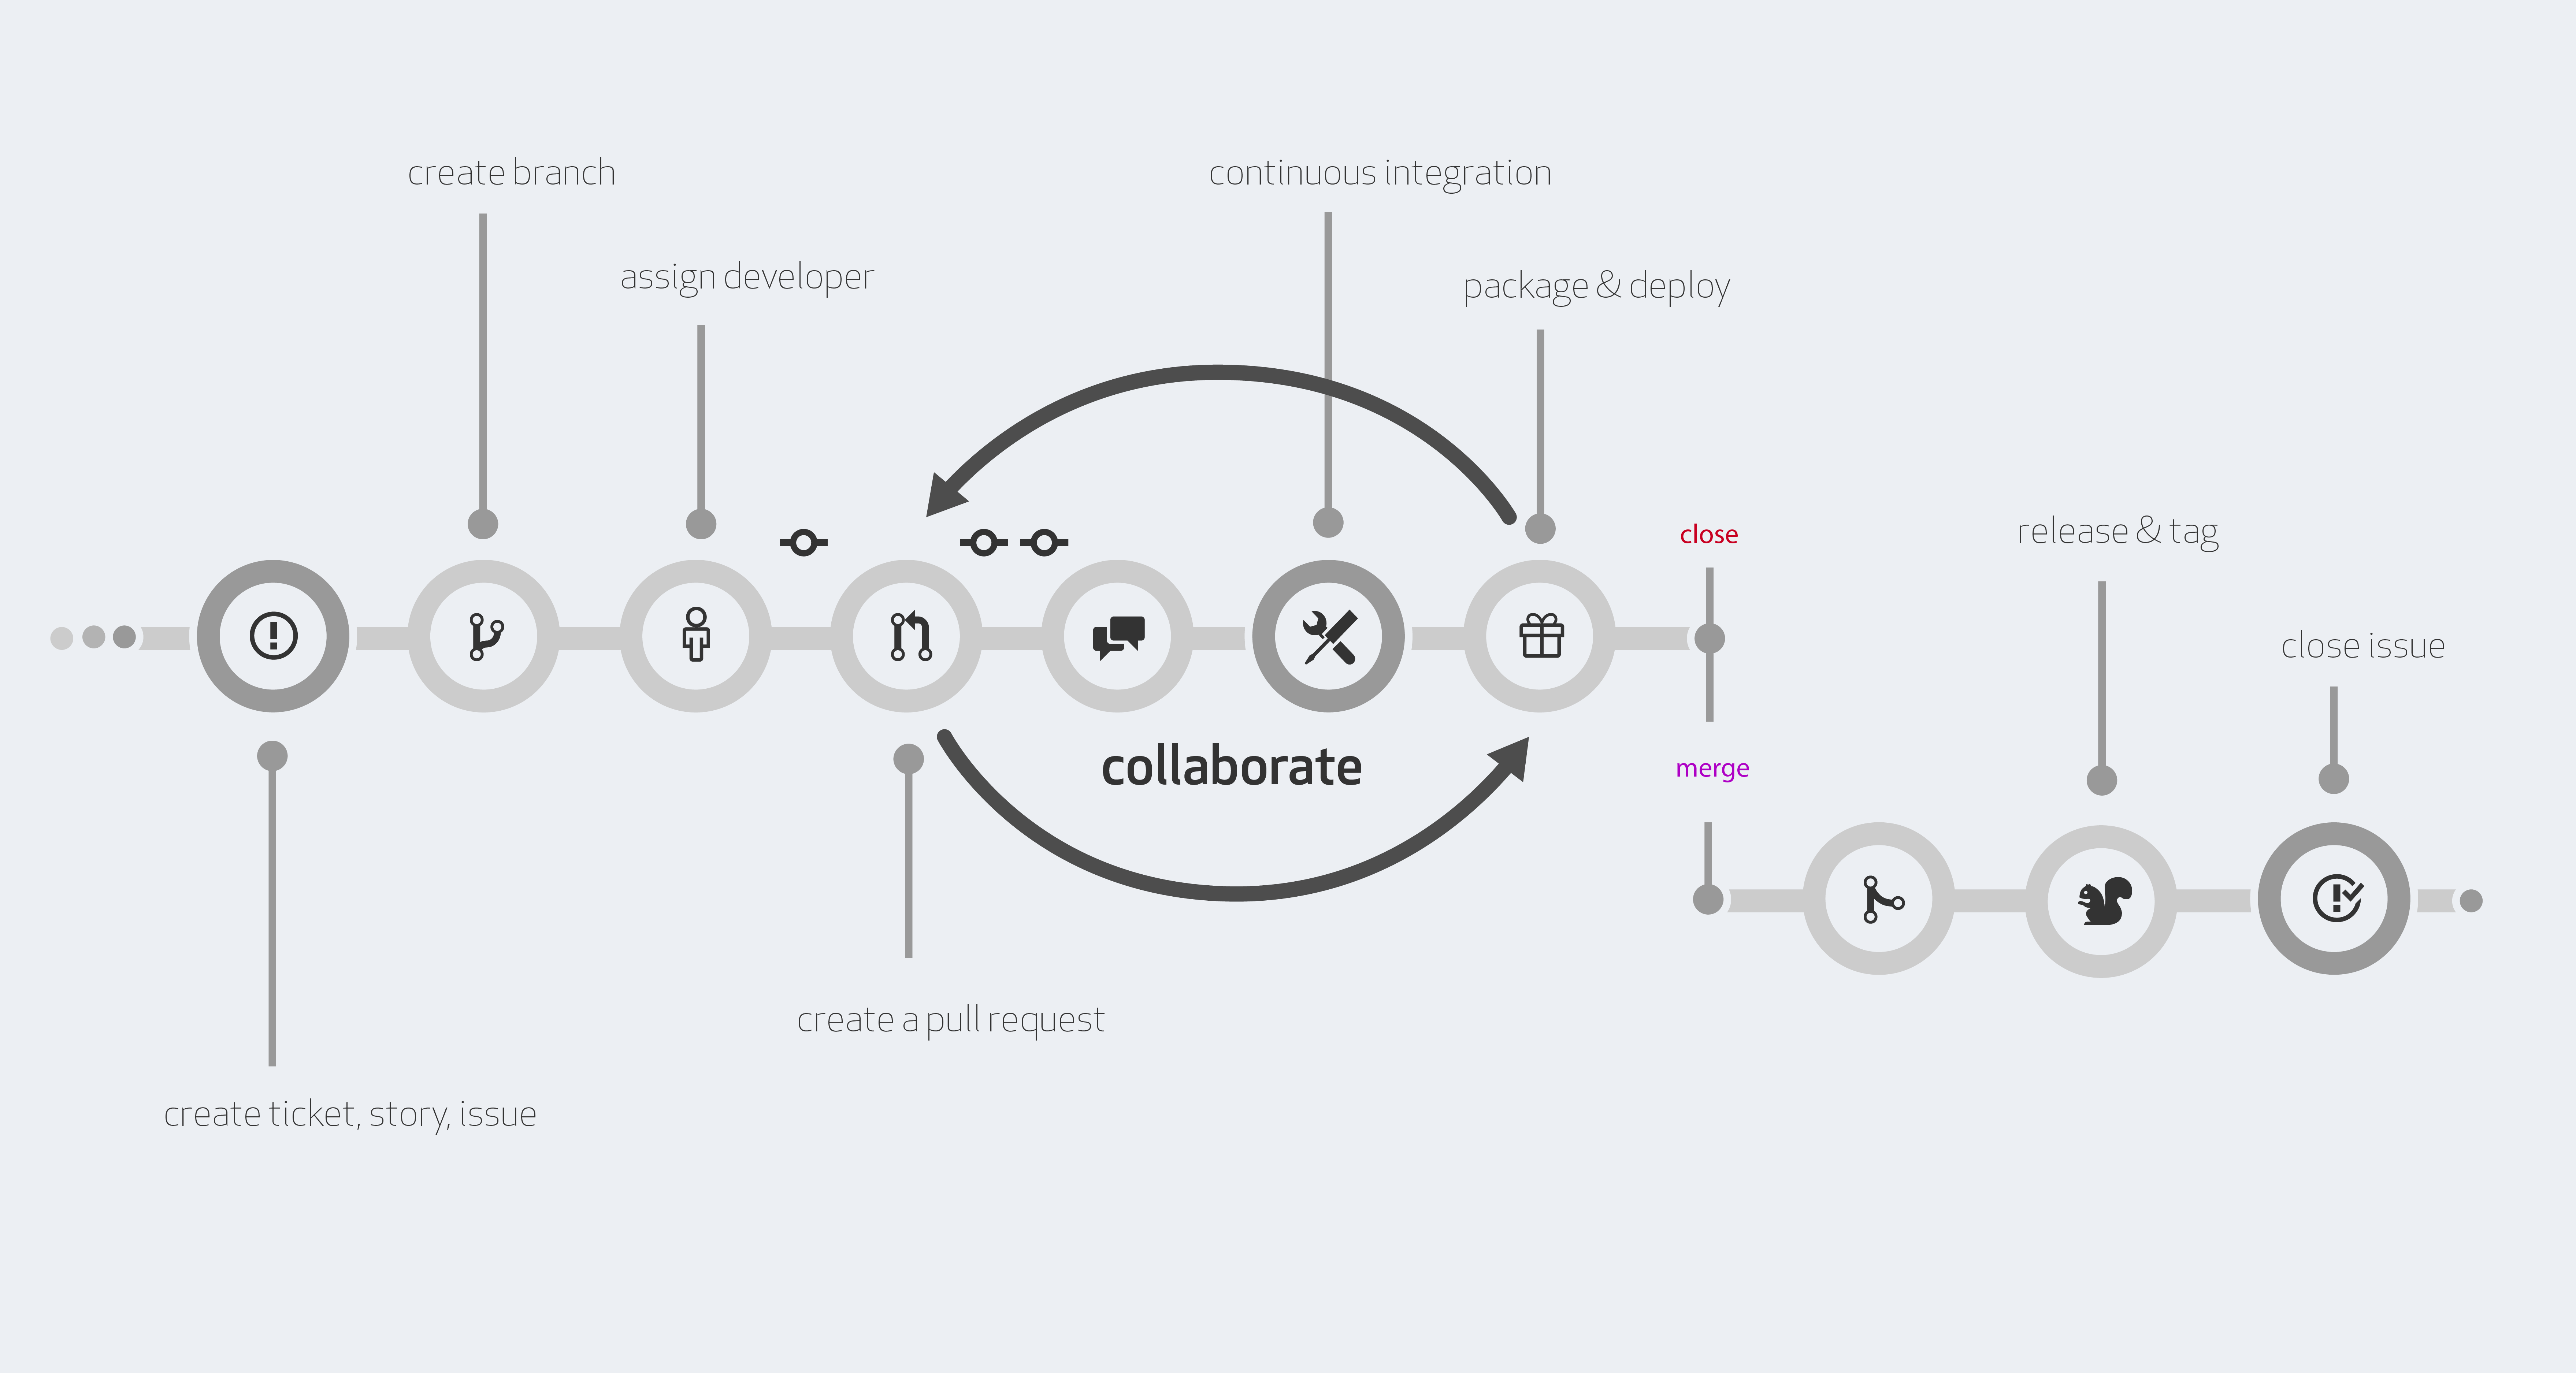 create branch
continuous integration
assign developer
package & deploy
close
release & tag
close issue
collaborate
merge
create a pull request
create ticket, story, issue